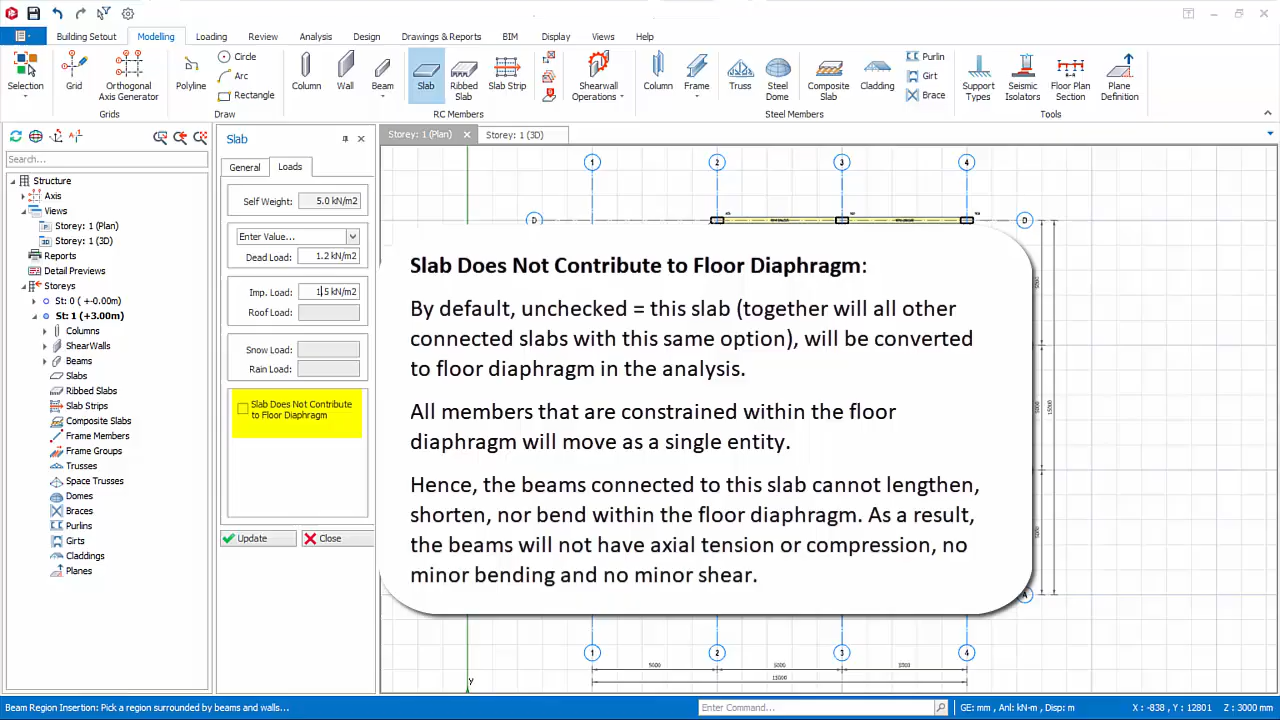 Building Setout
Modelling
Loading
Review
Analysis
Design
Drawings & Reports
BIM
Display
Views
Help
Selection
Grid
Orthogonal
Axis Generator
Grids
Polyline
Circle
Arc
Rectangle
Draw
Column
Wall
Beam
Slab
Ribbed
Slab
Slab Strip
RC Members
Shearwall
Operations
Column
Frame
Truss
Steel
Dome
Composite
Slab
Cladding
Purlin
Girt
Brace
Steel Members
Support
Types
Seismic
Isolators
Floor Plan
Section
Plane
Definition
Tools
Search...
Structure
Axis
Views
Storey: 1 (Plan)
3D Storey: 1 (3D)
Reports
Detail Previews
Storeys
St: 0 (+-0.00m)
St: 1 (+3.00m)
Columns
ShearWalls
Beams
Slabs
Ribbed Slabs
Slab Strips
Composite Slabs
Frame Members
Frame Groups
Trusses
Space Trusses
Domes
Braces
Purlins
Girts
Claddings
Planes
Slab
General
Loads
Self Weight: 5.0 kN/m2
Enter Value...
Dead Load: 1.2 kN/m2
Imp. Load: 1.5 kN/m2
Roof Load:
Snow Load:
Rain Load:
Slab Does Not Contribute
to Floor Diaphragm
Update
Close
Storey: 1 (Plan)
Storey: 1 (3D)
1
2
3
4
D
D
Slab Does Not Contribute to Floor Diaphragm:
By default, unchecked = this slab (together will all other
connected slabs with this same option), will be converted
to floor diaphragm in the analysis.
All members that are constrained within the floor
diaphragm will move as a single entity.
Hence, the beams connected to this slab cannot lengthen,
shorten, nor bend within the floor diaphragm. As a result,
the beams will not have axial tension or compression, no
minor bending and no minor shear.
A
1
2
3
4
5000
5000
15000
Y
Beam Region Insertion: Pick a region surrounded by beams and walls...
Enter Command...
GE: mm , Anl: kN-m , Disp: m
X : -838 , Y : 12801
Z : 3000 mm